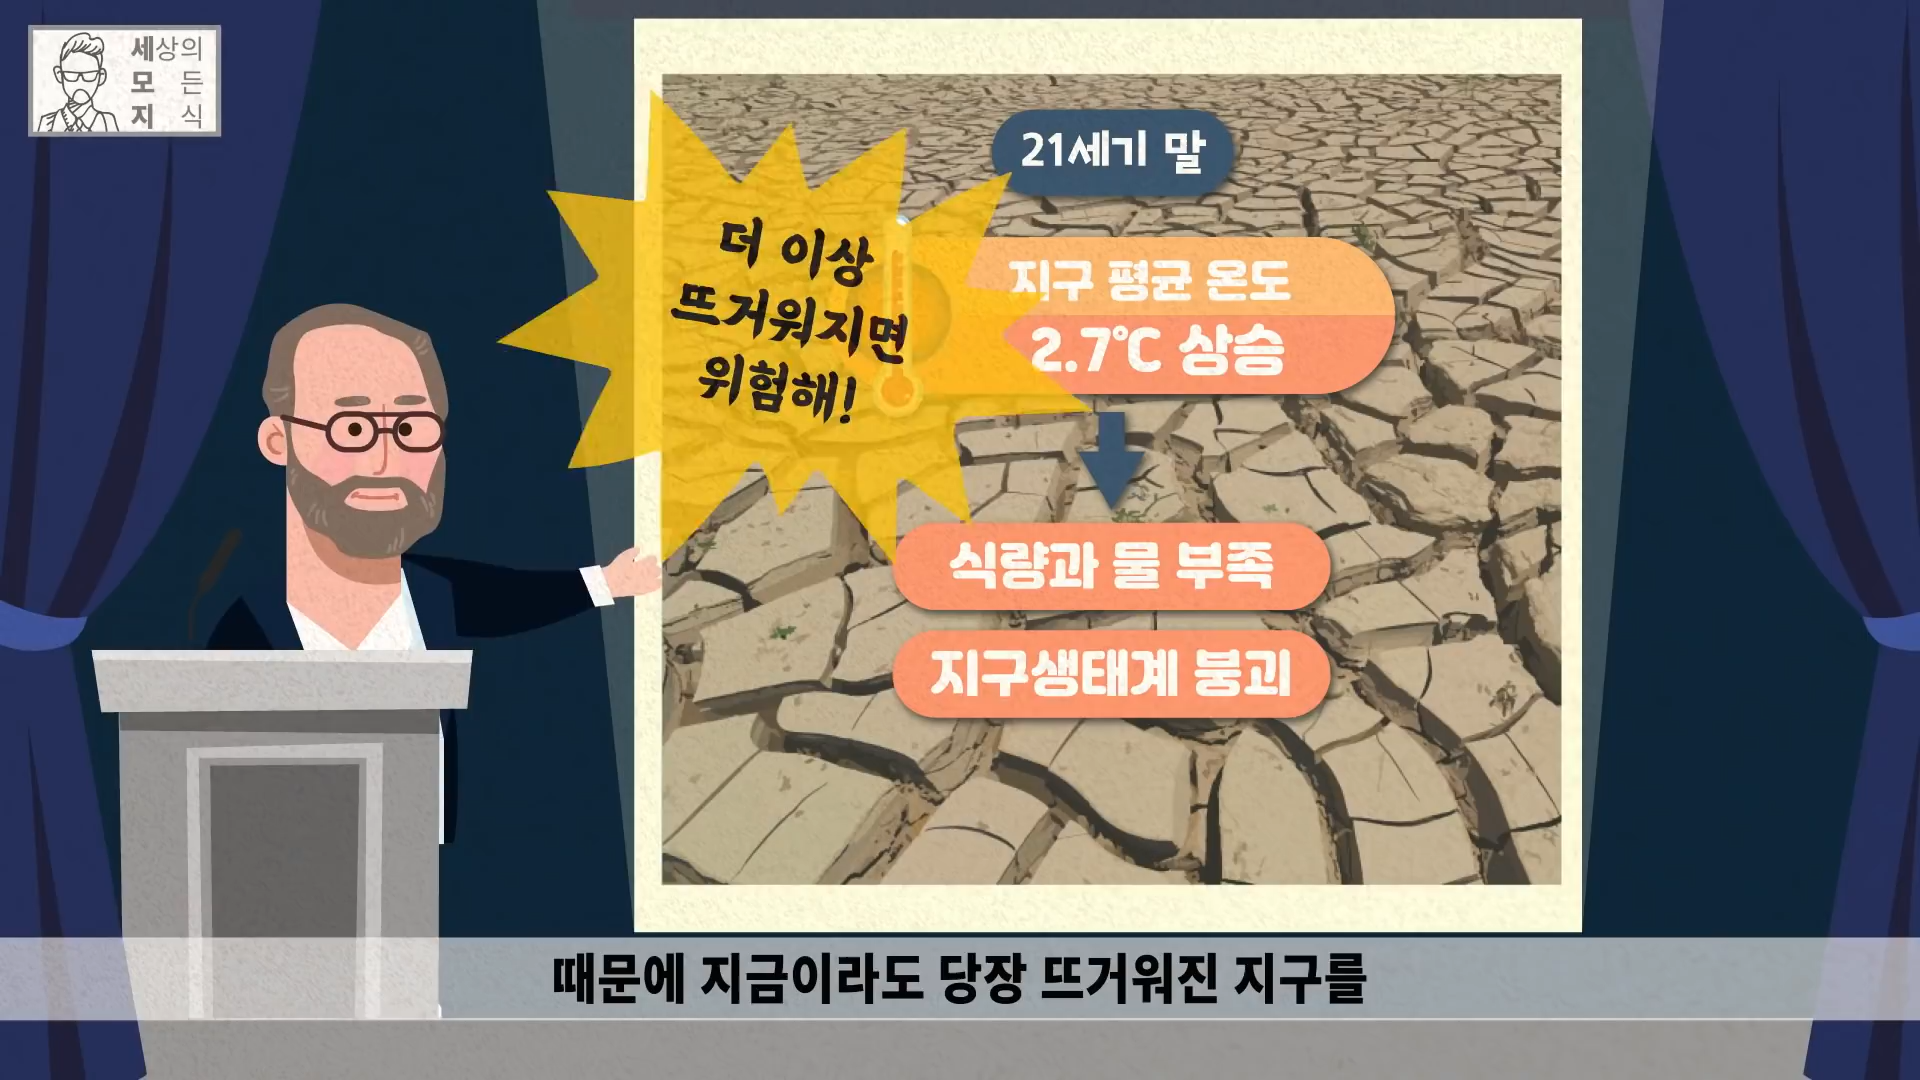 세상의
모든
지식
21세기 말
더 이상
뜨거워지면
위험해!
지구 평균 온도
2.7℃ 상승
식량과 물 부족
지구생태계 붕괴
때문에 지금이라도 당장 뜨거워진 지구를